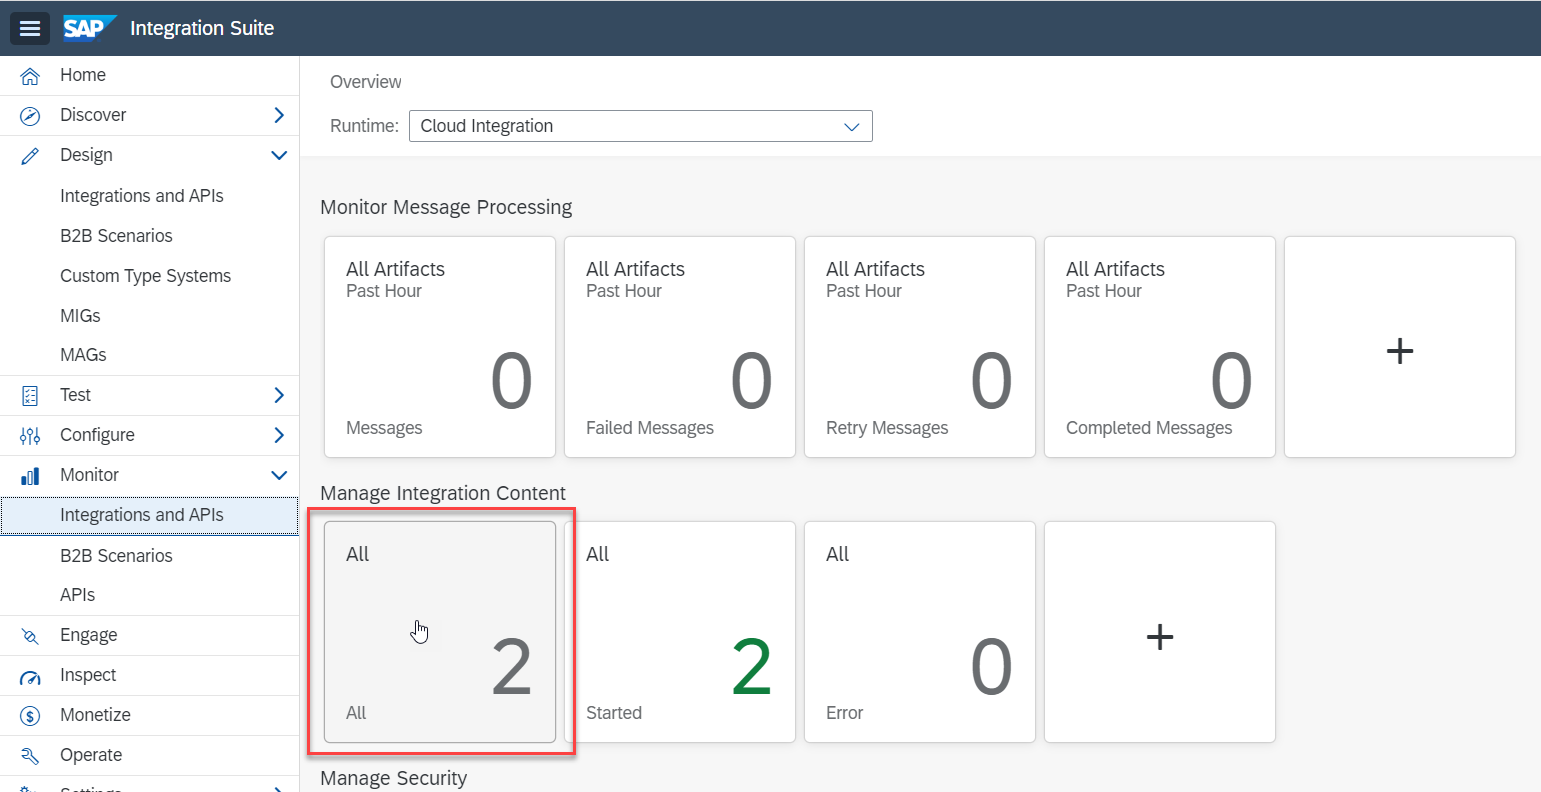 SAP Integration Suite
Home
Discover
Design
Integrations and APIs
B2B Scenarios
Custom Type Systems
MIGs
MAGs
Test
Configure
Monitor
Integrations and APIs
B2B Scenarios
APIs
Engage
Inspect
Monetize
Operate
Settings
Overview
Runtime: Cloud Integration
Monitor Message Processing
All Artifacts
Past Hour
0
Messages
All Artifacts
Past Hour
0
Failed Messages
All Artifacts
Past Hour
0
Retry Messages
All Artifacts
Past Hour
0
Completed Messages
+
Manage Integration Content
All
2
All
All
2
Started
All
0
Error
+
Manage Security